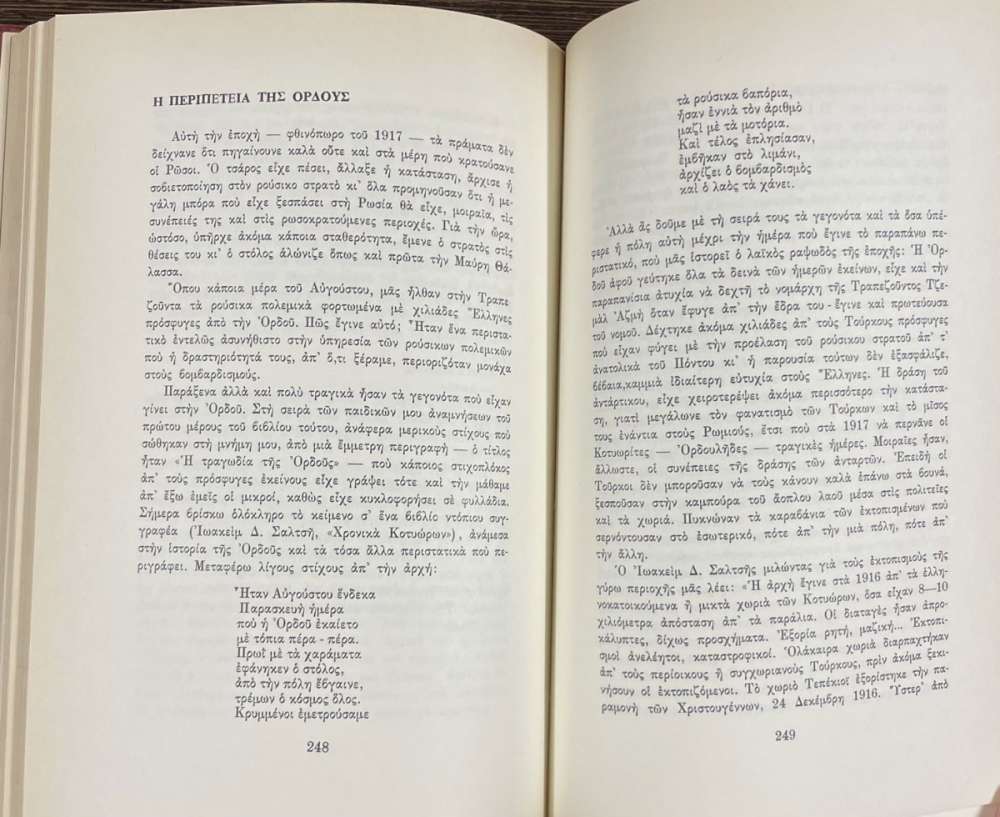 Η ΠΕΡΙΠΕΤΕΙΑ ΤΗΣ ΟΡΔΟΥΣ
Αὐτὴ τὴν ἐποχὴ — φθινόπωρο τοῦ 1917 — τὰ πράματα δὲν
δείχνανε ὅτι πηγαίνουνε καλὰ οὔτε καὶ στὰ μέρη ποὺ κρατούσανε
οἱ Ρῶσοι. Ὁ τσάρος εἶχε πέσει, ἄλλαξε ἡ κατάσταση, ἄρχισε ἡ
σοβιετοποίηση στὸν ρούσικο στρατὸ κι᾿ ὅλα προμηνοῦσαν ὅτι ἡ με-
γάλη μπόρα ποὺ εἶχε ξεσπάσει στὴ Ρωσία θὰ εἶχε, μοιραῖα, τὶς
συνέπειές της καὶ στὶς ρωσοκρατούμενες περιοχές. Γιὰ τὴν ὥρα,
ὡστόσο, ὑπῆρχε ἀκόμα κάποια σταθερότητα, ἔμενε ὁ στρατὸς στὶς
θέσεις του κι᾿ ὁ στόλος ἁλώνιζε ὅπως καὶ πρῶτα τὴν Μαύρη Θά-
λασσα.
Ὅπου κάποια μέρα τοῦ Αὐγούστου, μᾶς ἦλθαν στὴν Τραπε
ζοῦντα τὰ ρούσικα πολεμικὰ φορτωμένα μὲ χιλιάδες Ἕλληνες
πρόσφυγες ἀπὸ τὴν Ὀρδοῦ. Πῶς ἔγινε αὐτό; Ἦταν ἕνα περιστα-
τικὸ ἐντελῶς ἀσυνήθιστο στὴν ὑπηρεσία τῶν ρούσικων πολεμικῶν
ποὺ ἡ δραστηριότητά τους, ἀπ᾿ ὅ,τι ξέραμε, περιοριζόταν μονάχα
στοὺς βομβαρδισμούς.
Παράξενα ἀλλὰ καὶ πολὺ τραγικὰ ἦσαν τὰ γεγονότα ποὺ εἶχαν
γίνει στὴν Ὀρδοῦ. Στὴ σειρὰ τῶν παιδικῶν μου ἀναμνήσεων τοῦ
πρώτου μέρους τοῦ βιβλίου τούτου, ἀνάφερα μερικοὺς στίχους ποὺ
σώθηκαν στὴ μνήμη μου, ἀπὸ μιὰ ἔμμετρη περιγραφὴ — ὁ τίτλος
ἦταν «Ἡ τραγωδία τῆς Ὀρδοῦς» — ποὺ κάποιος στιχοπλόκος
ἀπ᾿ τοὺς πρόσφυγες ἐκείνους εἶχε γράψει τότε καὶ τὴν μάθαμε
ἀπ᾿ ἔξω ἐμεῖς οἱ μικροί, καθὼς εἶχε κυκλοφορήσει σὲ φυλλάδια.
Σήμερα βρίσκω ὁλόκληρο τὸ κείμενο σ᾿ ἕνα βιβλίο ντόπιου συγ-
γραφέα (Ἰωακεὶμ Δ. Σαλτσῆ, «Χρονικὰ Κοτυώρων»), ἀνάμεσα
στὴν ἱστορία τῆς Ὀρδοῦς καὶ τὰ τόσα ἄλλα περιστατικὰ ποὺ πε-
ριγράφει. Μεταφέρω λίγους στίχους ἀπ᾿ τὴν ἀρχή:
Ἦταν Αὐγούστου ἕνδεκα
Παρασκευὴ ἡμέρα
ποὺ ἡ Ὀρδοῦ ἐκαίετο
μὲ τόπια πέρα - πέρα.
Πρωῒ μὲ τὰ χαράματα
ἐφάνηκεν ὁ στόλος,
ἀπὸ τὴν πόλη ἔβγαινε,
τρέμων ὁ κόσμος ὅλος.
Κρυμμένοι ἐμετρούσαμε
248
τὰ ρούσικα βαπόρια,
ἦσαν ἐννιὰ τὸν ἀριθμὸ
μαζὶ μὲ τὰ μοτόρια.
Καὶ τέλος ἐπλησίασαν,
ἐμβῆκαν στὸ λιμάνι,
ἀρχίζει ὁ βομβαρδισμὸς
καὶ ὁ λαὸς τὰ χάνει.
Ἀλλὰ ἂς δοῦμε μὲ τὴ σειρά τους τὰ γεγονότα καὶ τὰ ὅσα ὑπέ-
φερε ἡ πόλη αὐτὴ μέχρι τὴν ἡμέρα ποὺ ἔγινε τὸ παραπάνω πε-
ριστατικό, ποὺ μᾶς ἱστορεῖ ὁ λαϊκὸς ραψωδὸς τῆς ἐποχῆς: Ἡ Ὀρ-
δοῦ ἀφοῦ γεύτηκε ὅλα τὰ δεινὰ τῶν ἡμερῶν ἐκείνων, εἶχε καὶ τὴν
παραπανίσια ἀτυχία νὰ δεχτῆ τὸ νομάρχη τῆς Τραπεζοῦντος Τζε-
μὰλ Ἀζμὴ ὅταν ἔφυγε ἀπ᾿ τὴν ἕδρα του - ἔγινε καὶ πρωτεύουσα
τοῦ νομοῦ. Δέχτηκε ἀκόμα χιλιάδες ἀπ᾿ τοὺς Τούρκους πρόσφυγες
ποὺ εἶχαν φύγει μὲ τὴν προέλαση τοῦ ρούσικου στρατοῦ ἀπ᾿ τ᾿
ἀνατολικὰ τοῦ Πόντου κι᾿ ἡ παρουσία τούτων δὲν ἐξασφάλιζε,
βέβαια,καμμιὰ ἰδιαίτερη εὐτυχία στοὺς Ἕλληνες. Ἡ δράση τοῦ
ἀντάρτικου, εἶχε χειροτερέψει ἀκόμα περισσότερο τὴν κατάστα-
ση, γιατὶ μεγάλωνε τὸν φανατισμὸ τῶν Τούρκων καὶ τὸ μῖσος
τους ἐνάντια στοὺς Ρωμιούς, ἔτσι ποὺ στὰ 1917 νὰ περνᾶνε οἱ
Κοτυωρίτες — Ὀρδουλῆδες — τραγικὲς ἡμέρες. Μοιραῖες ἦσαν,
ἄλλωστε, οἱ συνέπειες τῆς δράσης τῶν ἀνταρτῶν. Ἐπειδὴ οἱ
Τοῦρκοι δὲν μποροῦσαν νὰ τοὺς κάνουν καλὰ ἐπάνω στὰ βουνά,
ξεσποῦσαν στὴν καμπούρα τοῦ ἄοπλου λαοῦ μέσα στὶς πολιτεῖες
καὶ τὰ χωριά. Πυκνώναν τὰ καραβάνια τῶν ἐκτοπισμένων ποὺ
σερνόντουσαν στὸ ἐσωτερικό, πότε ἀπ᾿ τὴν μιὰ πόλη, πότε ἀπ᾿
τὴν ἄλλη.
Ὁ Ἰωακεὶμ Δ. Σαλτσῆς μιλώντας γιὰ τοὺς ἐκτοπισμοὺς τῆς
γύρω περιοχῆς μᾶς λέει: «Ἡ ἀρχὴ ἔγινε στὰ 1916 ἀπ᾿ τὰ ἑλλη-
νοκατοικούμενα ἢ μικτὰ χωριὰ τῶν Κοτυώρων, ὅσα εἶχαν 8—10
χιλιόμετρα ἀπόσταση ἀπ᾿ τὰ παράλια. Οἱ διαταγὲς ἦσαν ἀπρο-
κάλυπτες, δίχως προσχήματα. Ἐξορία ρητή, μαζική... Ἐκτοπι-
σμοὶ ἀνελέητοι, καταστροφικοί. Ὁλάκαιρα χωριὰ διαρπαχτῆκαν
ἀπ᾿ τοὺς περίοικους ἢ συγχωριανοὺς Τούρκους, πρὶν ἀκόμα ξεκι-
νήσουν οἱ ἐκτοπιζόμενοι. Τὸ χωριὸ Τεπέκιοϊ ἐξορίστηκε τὴν πα-
ραμονὴ τῶν Χριστουγέννων, 24 Δεκέμβρη 1916. Ὕστερ᾿ ἀπὸ
249